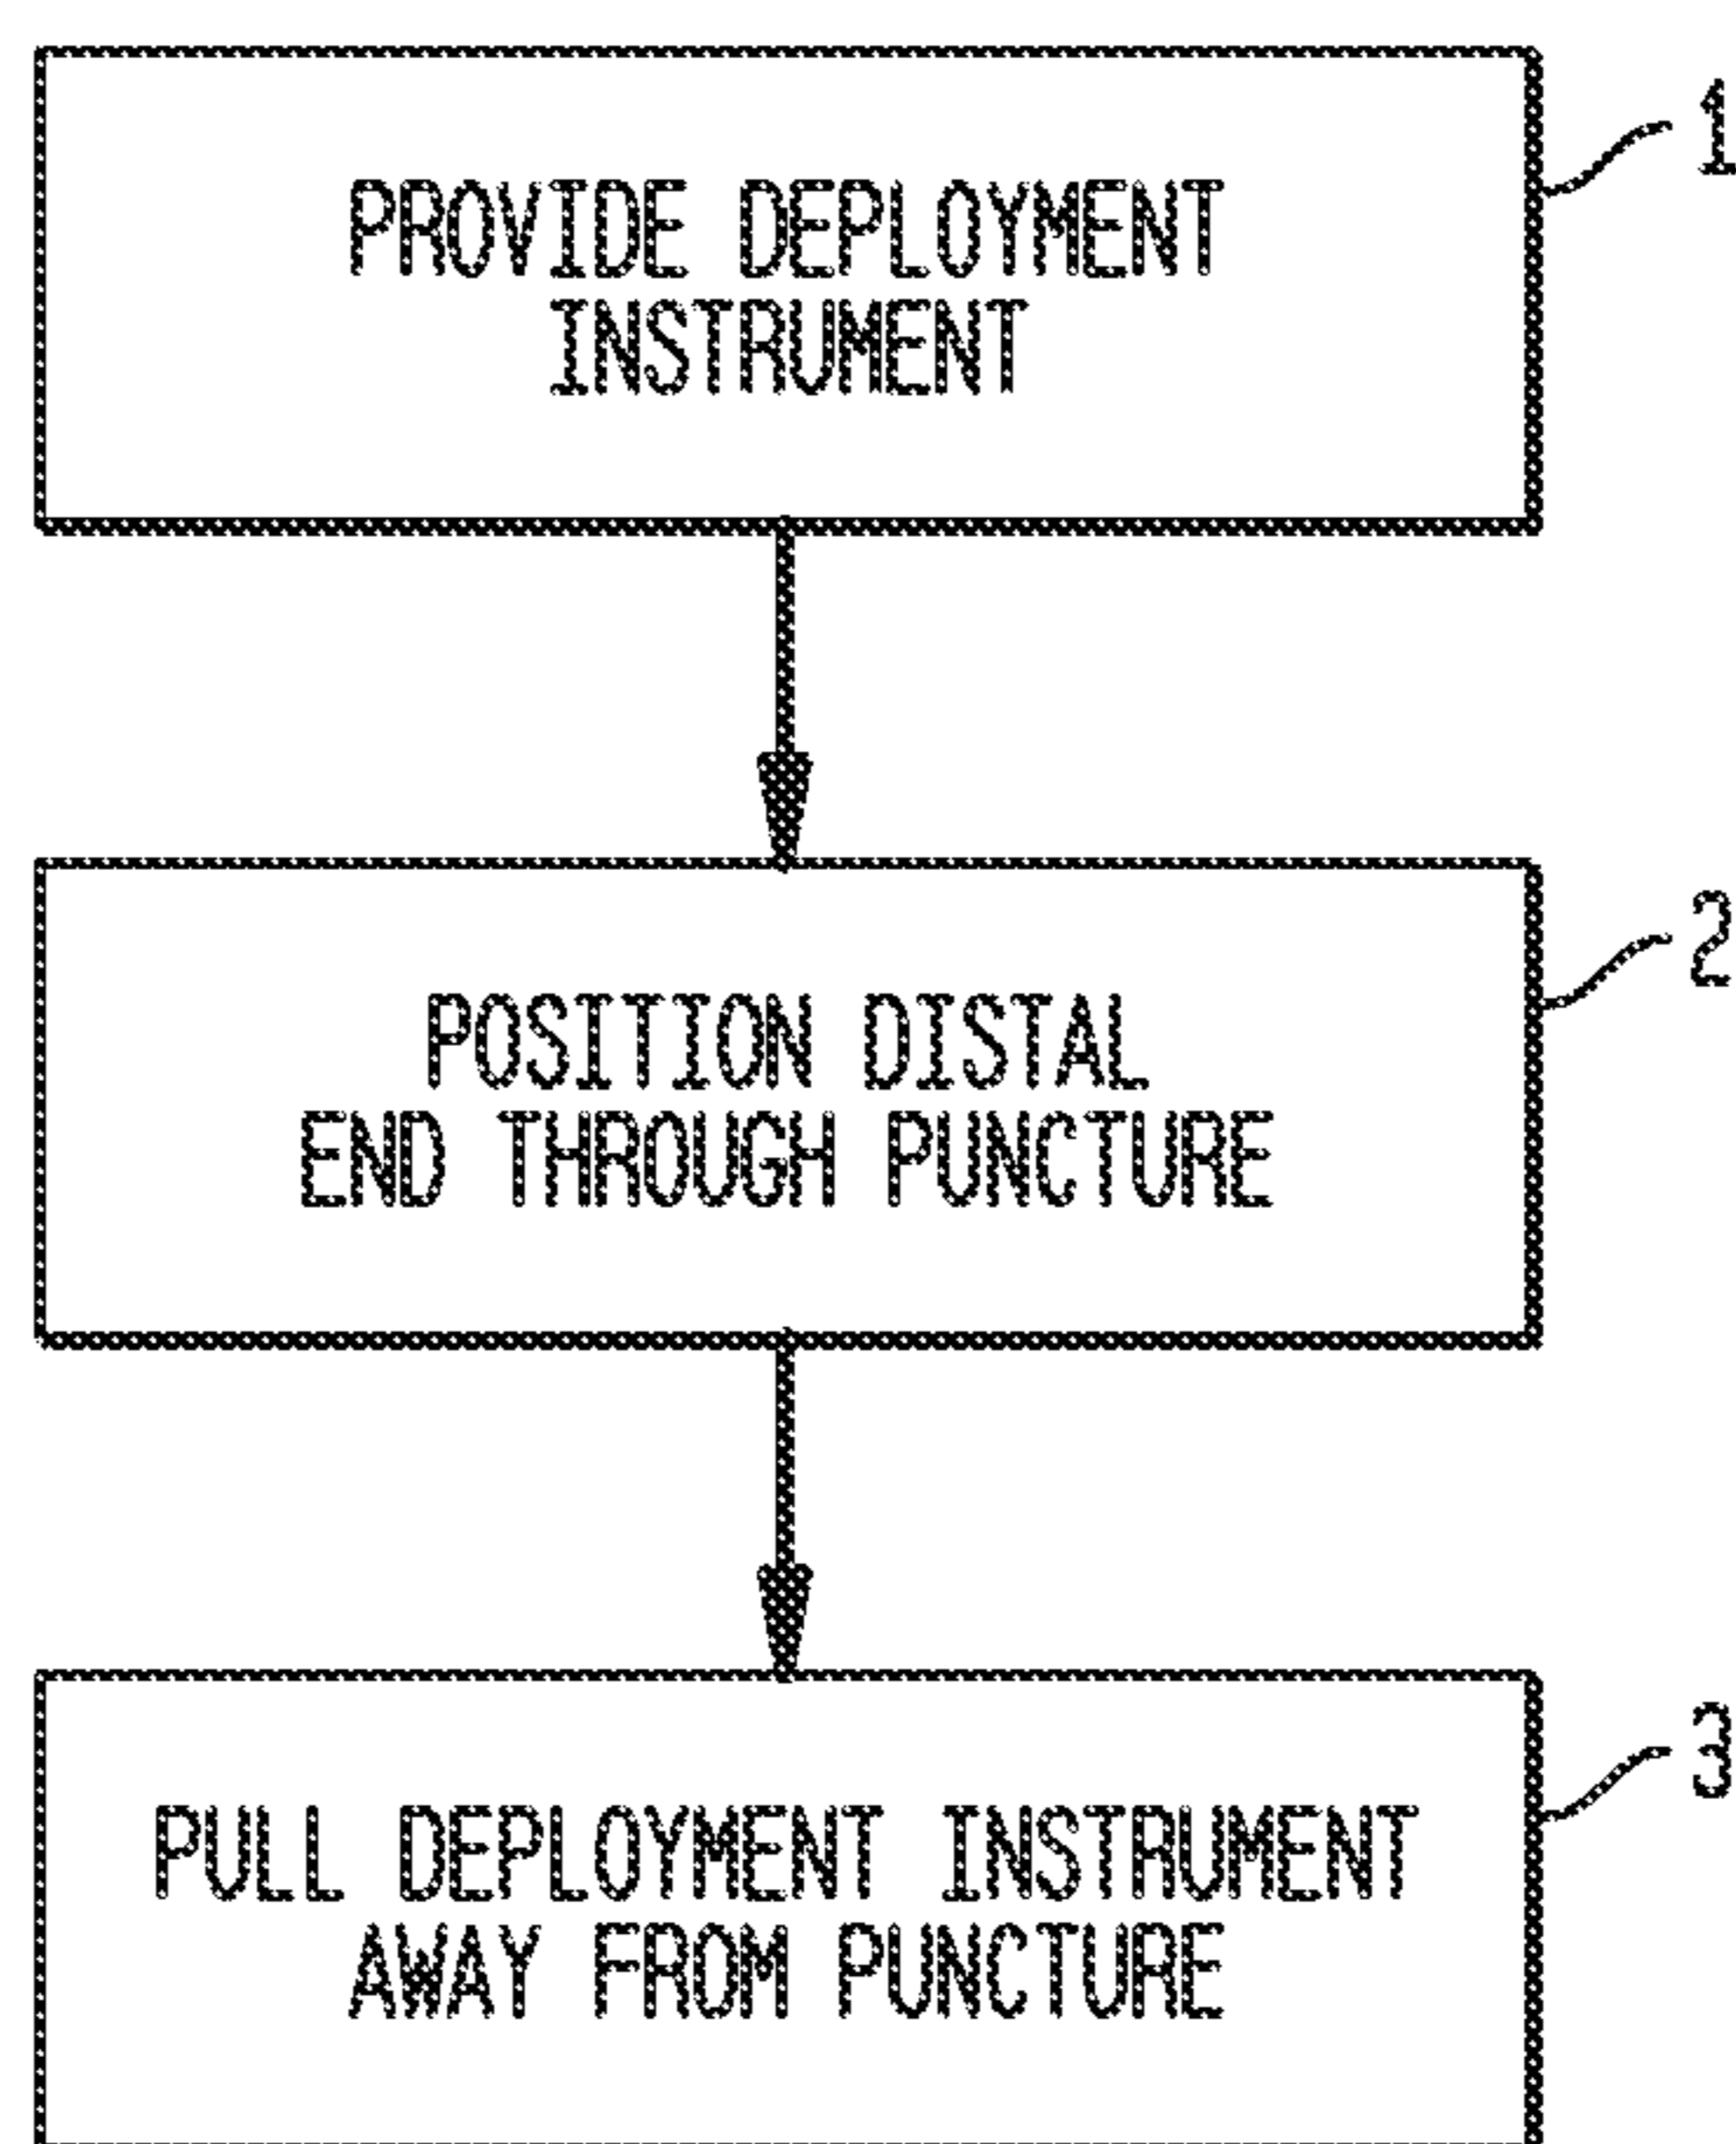 PROVIDE DEPLOYMENT
INSTRUMENT
1
POSITION DISTAL
END THROUGH PUNCTURE
2
PULL DEPLOYMENT INSTRUMENT
AWAY FROM PUNCTURE
3